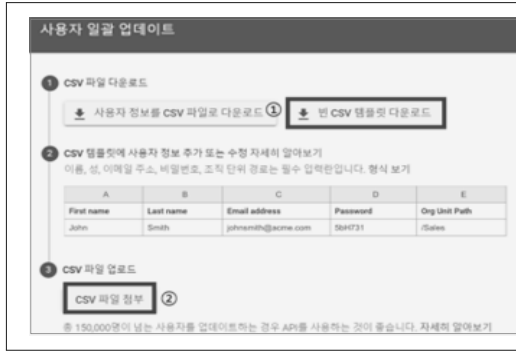 사용자 일괄 업데이트
1 CSV 파일 다운로드
사용자 정보를 CSV 파일로 다운로드 ① 빈 CSV 템플릿 다운로드
2 CSV 템플릿에 사용자 정보 추가 또는 수정 자세히 알아보기
이름, 성, 이메일 주소, 비밀번호, 조직 단위 경로는 필수 입력란입니다. 형식 보기
A B C D E
First name Last name Email address Password Org Unit Path
John Smith johnsmith@acme.com 5bH731 /Sales
3 CSV 파일 업로드
CSV 파일 첨부 ②
총 150,000명이 넘는 사용자를 업데이트하는 경우 API를 사용하는 것이 좋습니다. 자세히 알아보기